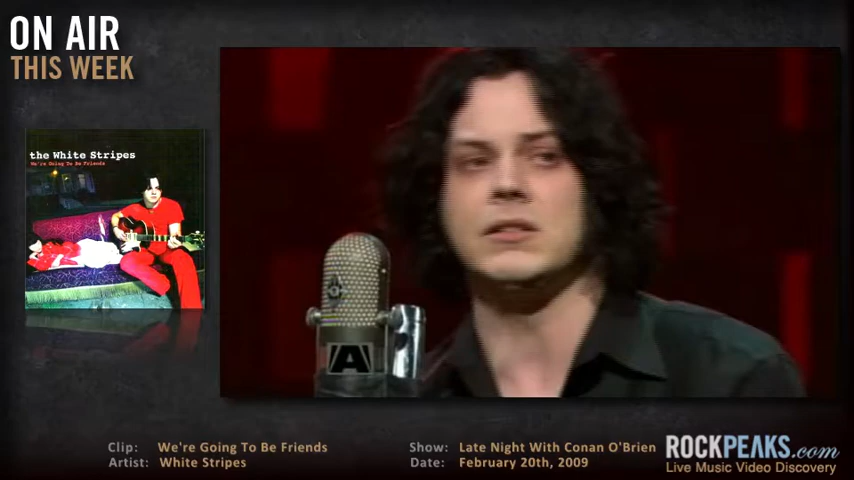 ON AIR
THIS WEEK
the White Stripes
We're Going To Be Friends
A
Clip: We're Going To Be Friends
Artist: White Stripes
Show: Late Night With Conan O'Brien
Date: February 20th, 2009
ROCKPEAKS.com
Live Music Video Discovery